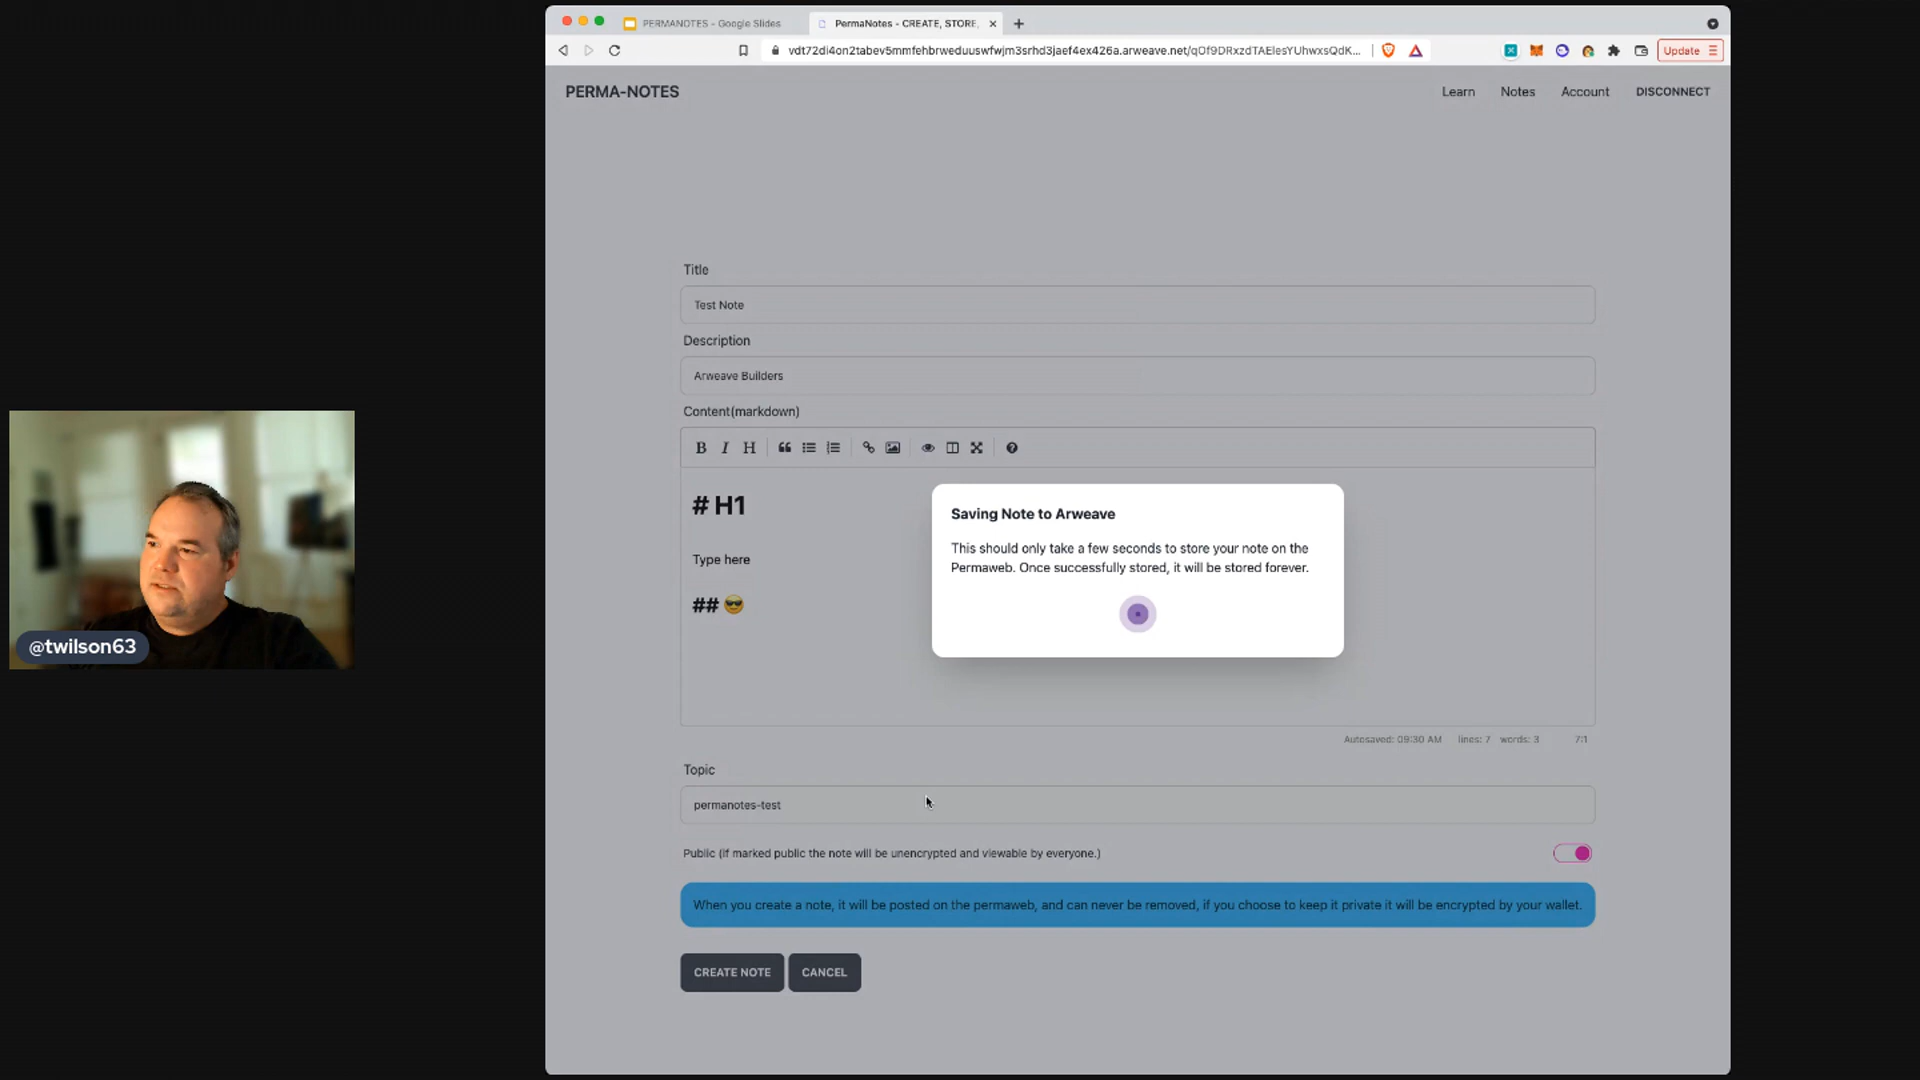 PERMANOTES - Google Slides
PermaNotes - CREATE, STORE,
vdt72di4on2tabev5mmfehbrweduuswfwjm3srhd3jaef4ex426a.arweave.net/qOf9DRxzdTAElesYUhwxsQdK...
Update
PERMA-NOTES
Learn
Notes
Account
DISCONNECT
Title
Test Note
Description
Arweave Builders
Content(markdown)
B I H
# H1
Type here
## 😎
Saving Note to Arweave
This should only take a few seconds to store your note on the
Permaweb. Once successfully stored, it will be stored forever.
@twilson63
Autosaved: 09:30 AM lines: 7 words: 3 7:1
Topic
permanotes-test
Public (if marked public the note will be unencrypted and viewable by everyone.)
When you create a note, it will be posted on the permaweb, and can never be removed, if you choose to keep it private it will be encrypted by your wallet.
CREATE NOTE
CANCEL